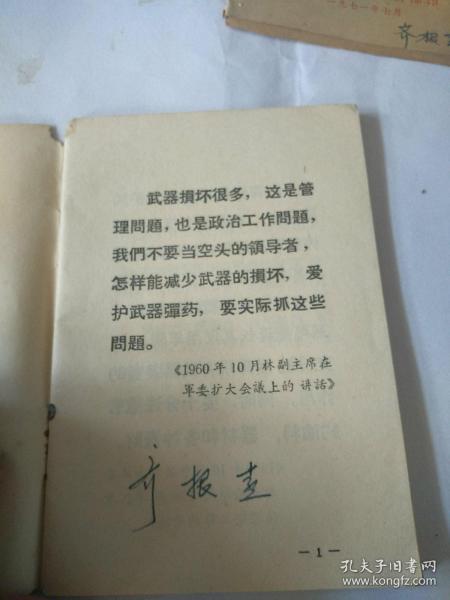 一九七一年七月
齐根
武器損坏很多，这是管
理問題，也是政治工作問題，
我們不要当空头的領导者，
怎样能减少武器的損坏，爱
护武器彈药，要实际抓这些
問題。
《1960年10月林副主席在
軍委扩大会議上的讲話》
齐根
—1—
孔夫子旧书网
www.kongfz.com